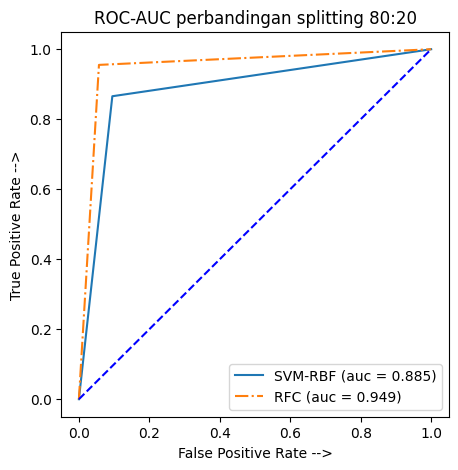 ROC-AUC perbandingan splitting 80:20
True Positive Rate -->
1.0
0.8
0.6
0.4
0.2
0.0
SVM-RBF (auc = 0.885)
RFC (auc = 0.949)
0.0 0.2 0.4 0.6 0.8 1.0
False Positive Rate -->